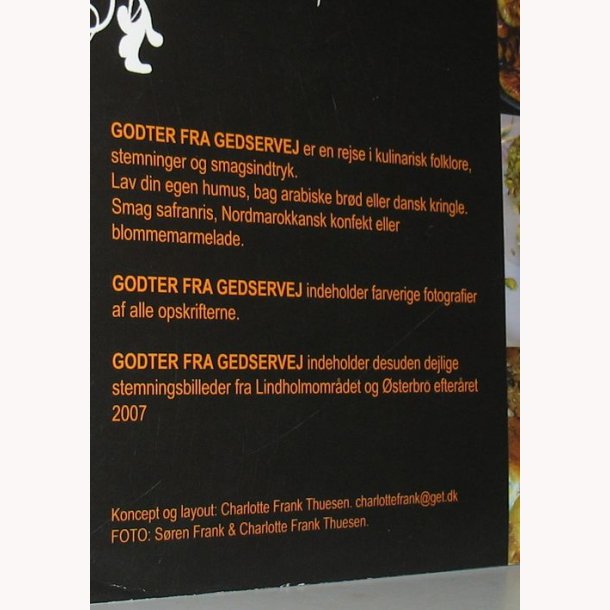 GODTER FRA GEDSERVEJ er en rejse i kulinarisk folklore,
stemninger og smagsindtryk.
Lav din egen humus, bag arabiske brød eller dansk kringle.
Smag safranris, Nordmarokkansk konfekt eller
blommemarmelade.
GODTER FRA GEDSERVEJ indeholder farverige fotografier
af alle opskrifterne.
GODTER FRA GEDSERVEJ indeholder desuden dejlige
stemningsbilleder fra Lindholmområdet og Østerbro efteråret
2007
Koncept og layout: Charlotte Frank Thuesen. charlottefrank@get.dk
FOTO: Søren Frank & Charlotte Frank Thuesen.